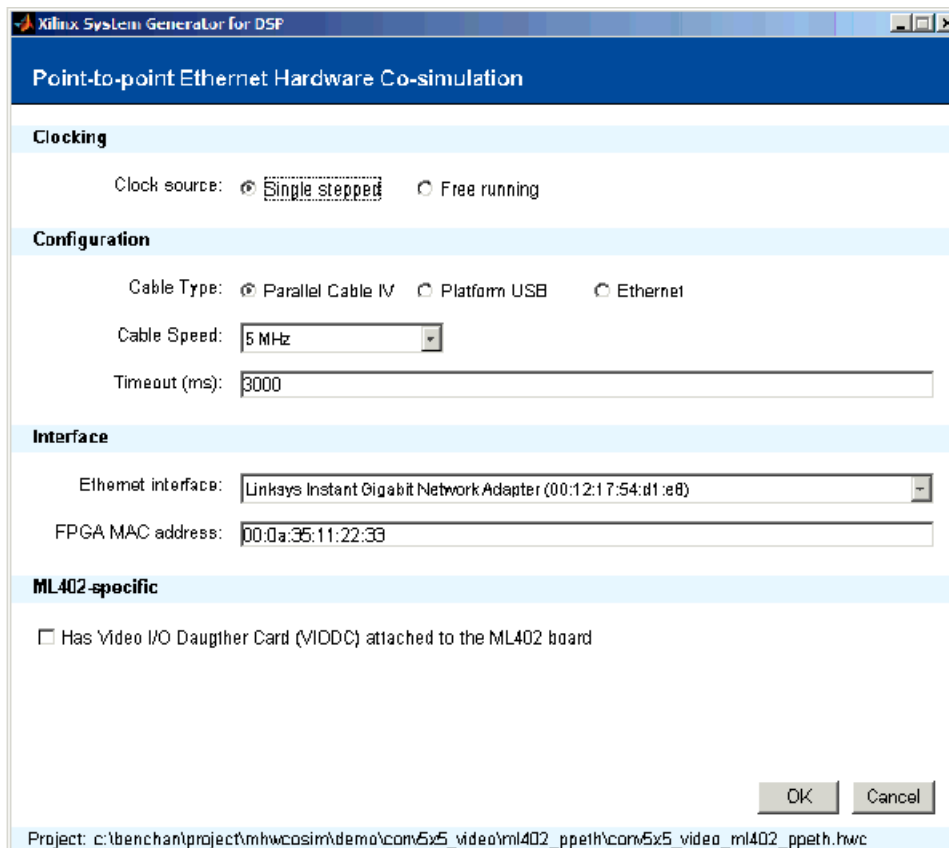 Xilinx System Generator for DSP
Point-to-point Ethernet Hardware Co-simulation
Clocking
Clock source: Single stepped Free running
Configuration
Cable Type: Parallel Cable IV Platform USB Ethernet
Cable Speed: 5 MHz
Timeout (ms): 3000
Interface
Ethernet interface: Linksys Instant Gigabit Network Adapter (00:12:17:54:d1:e8)
FPGA MAC address: 00:0a:35:11:22:33
ML402-specific
Has Video I/O Daugther Card (VIODC) attached to the ML402 board
OK Cancel
Project: c:\benchan\project\mhwcosim\demo\conv5x5_video\ml402_ppeth\conv5x5_video_ml402_ppeth.hwc